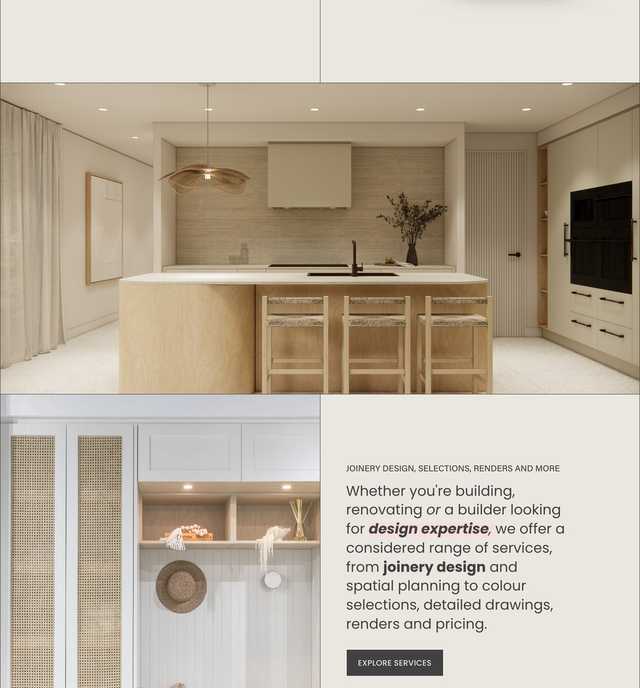 JOINERY DESIGN, SELECTIONS, RENDERS AND MORE
Whether you're building,
renovating or a builder looking
for design expertise, we offer a
considered range of services,
from joinery design and
spatial planning to colour
selections, detailed drawings,
renders and pricing.
EXPLORE SERVICES